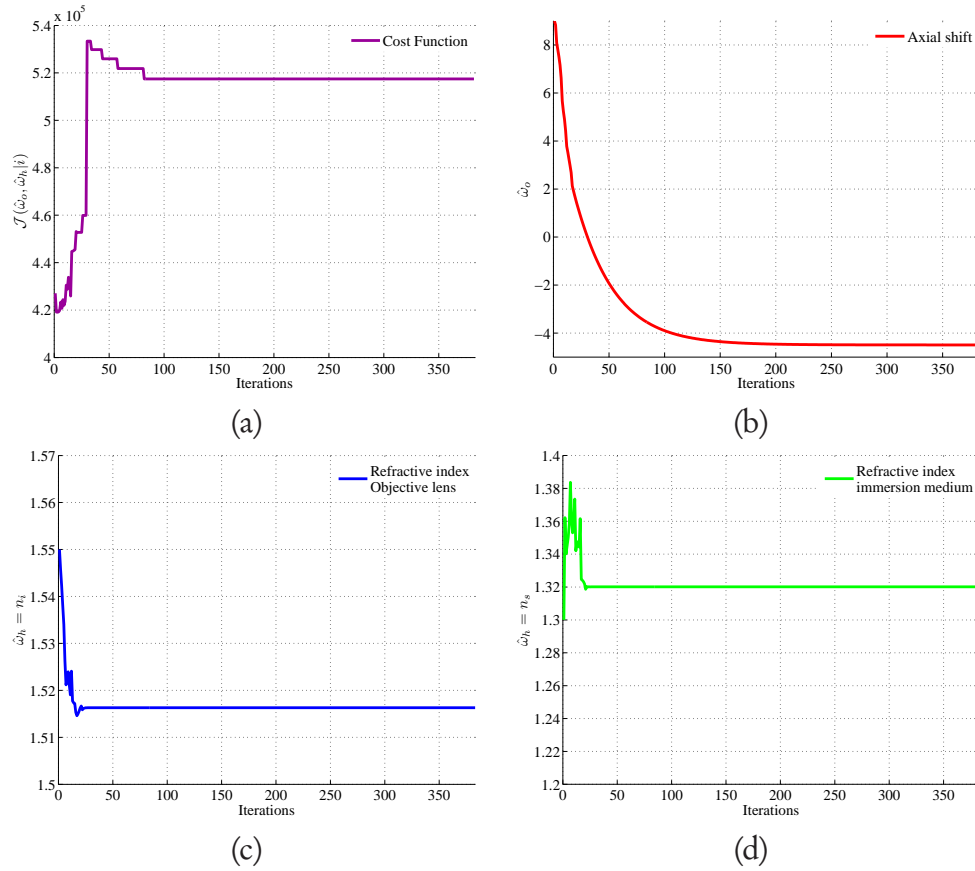 x 10⁵
5.4
5.2
5
4.8
4.6
4.4
4.2
4
0 50 100 150 200 250 300 350
Iterations
𝒥(ω̂ₒ, ω̂ₕ|i)
Cost Function
(a)
8
6
4
2
0
−2
−4
0 50 100 150 200 250 300 350
Iterations
ω̂ₒ
Axial shift
(b)
1.57
1.56
1.55
1.54
1.53
1.52
1.51
1.5
0 50 100 150 200 250 300 350
Iterations
ω̂ₕ = nᵢ
Refractive index
Objective lens
(c)
1.4
1.38
1.36
1.34
1.32
1.3
1.28
1.26
1.24
1.22
1.2
0 50 100 150 200 250 300 350
Iterations
ω̂ₕ = nₛ
Refractive index
immersion medium
(d)